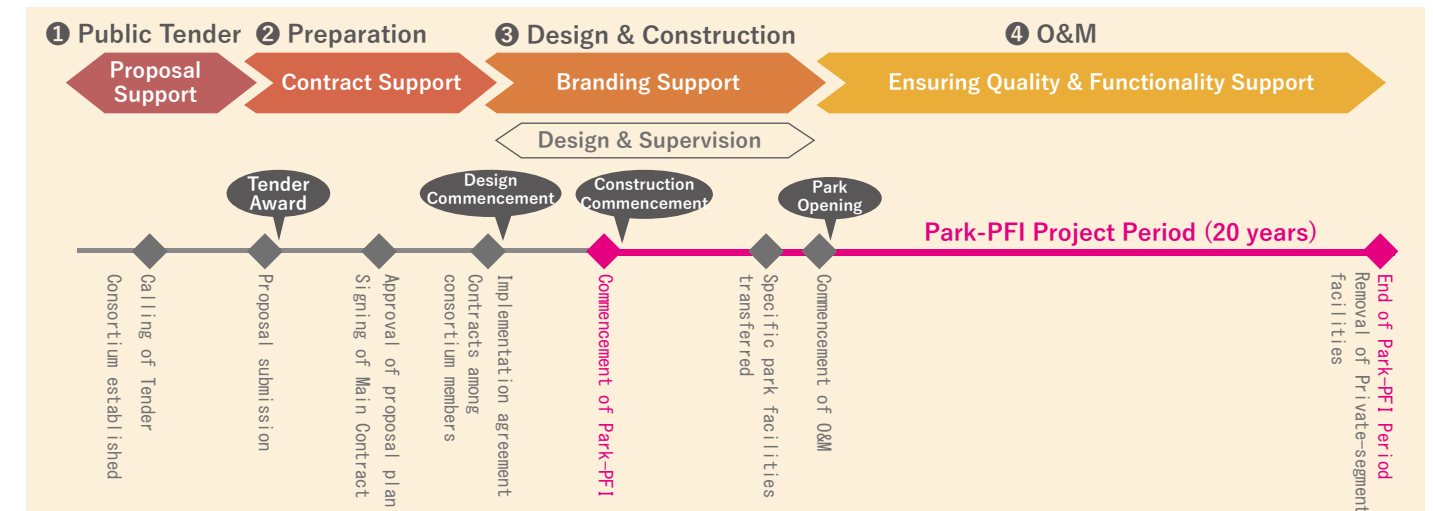 ❶ Public Tender
❷ Preparation
❸ Design & Construction
❹ O&M
Proposal
Support
Contract Support
Branding Support
Ensuring Quality & Functionality Support
Design & Supervision
Tender
Award
Design
Commencement
Construction
Commencement
Park
Opening
Park-PFI Project Period (20 years)
Consortium established
Calling of Tender
Proposal submission
Signing of Main Contract
Approval of proposal plan
Contracts among
consortium members
Implementation agreement
Commencement of Park-PFI
Specific park facilities
transferred
Commencement of O&M
End of Park-PFI Period
Removal of Private-segment
facilities